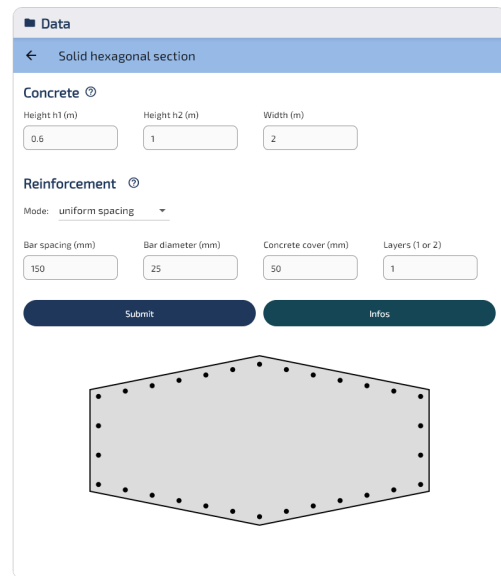 Data
Solid hexagonal section
Concrete
Height h1 (m) Height h2 (m) Width (m)
0.6 1 2
Reinforcement
Mode: uniform spacing
Bar spacing (mm) Bar diameter (mm) Concrete cover (mm) Layers (1 or 2)
150 25 50 1
Submit Infos